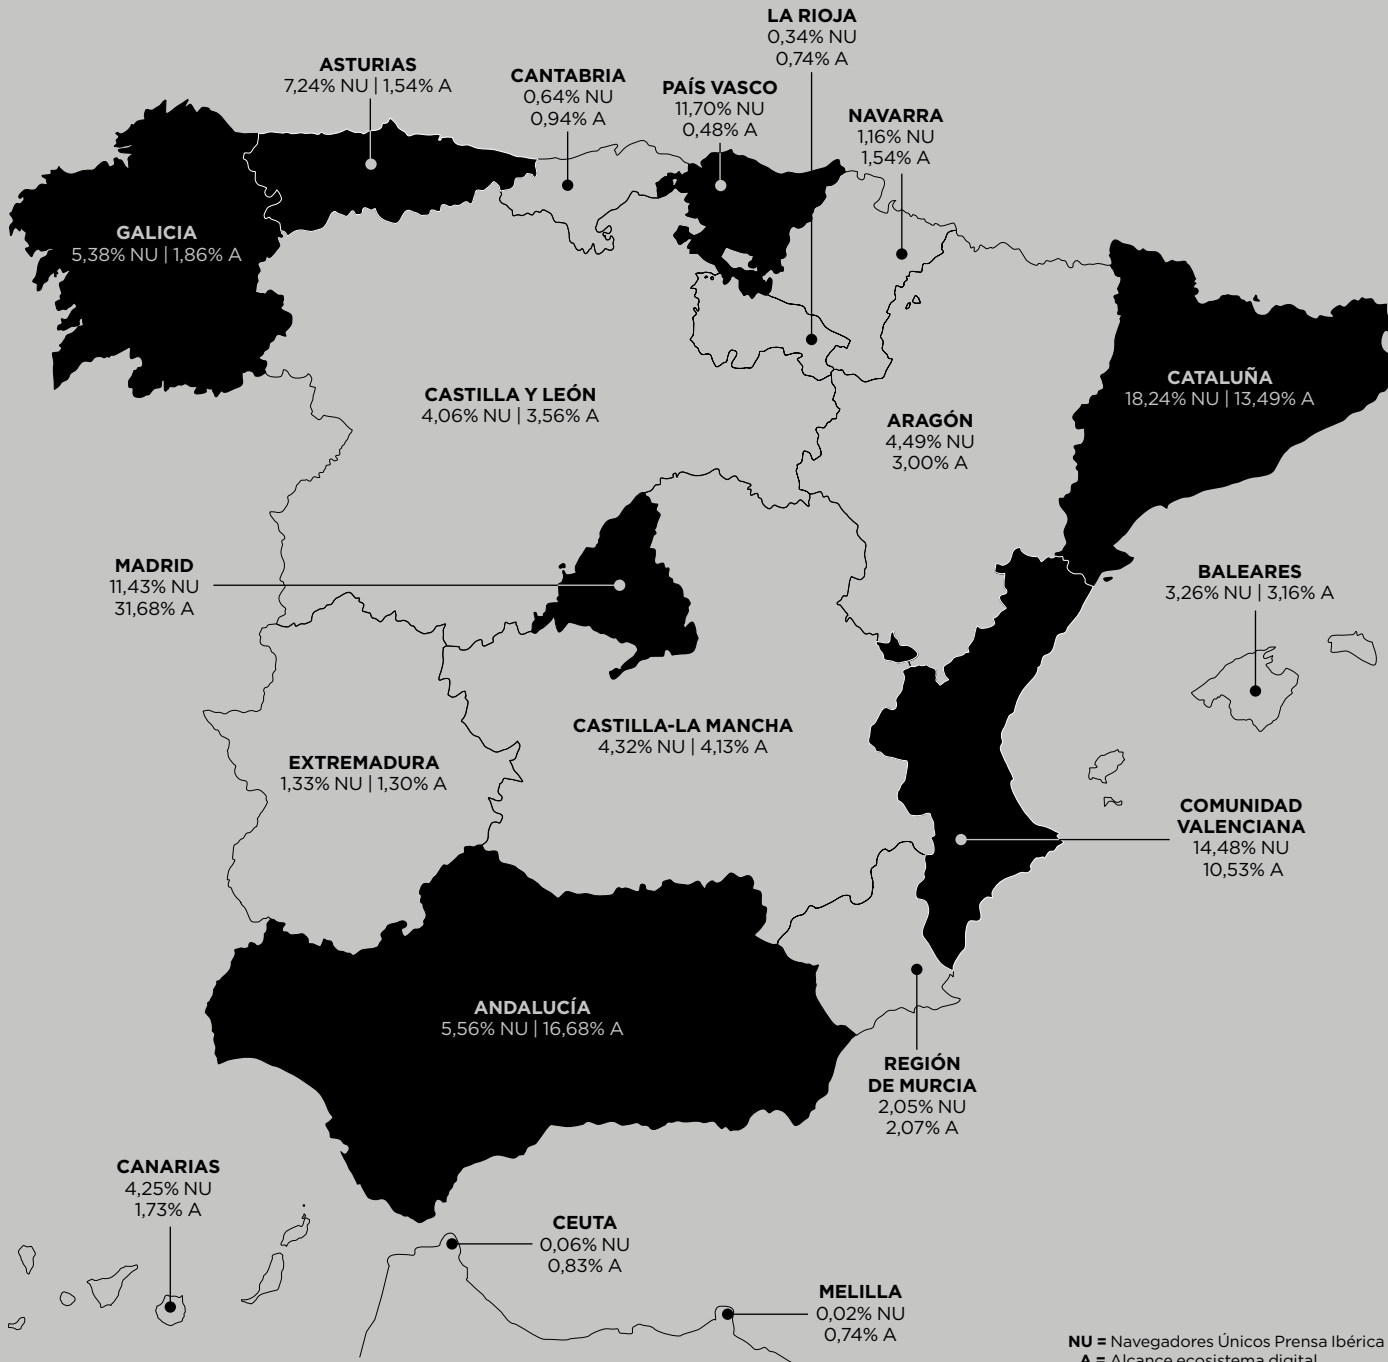 LA RIOJA
0,34% NU
0,74% A
ASTURIAS
7,24% NU | 1,54% A
CANTABRIA
0,64% NU
0,94% A
PAÍS VASCO
11,70% NU
0,48% A
NAVARRA
1,16% NU
1,54% A
GALICIA
5,38% NU | 1,86% A
CASTILLA Y LEÓN
4,06% NU | 3,56% A
ARAGÓN
4,49% NU
3,00% A
CATALUÑA
18,24% NU | 13,49% A
MADRID
11,43% NU
31,68% A
BALEARES
3,26% NU | 3,16% A
CASTILLA-LA MANCHA
4,32% NU | 4,13% A
EXTREMADURA
1,33% NU | 1,30% A
COMUNIDAD
VALENCIANA
14,48% NU
10,53% A
ANDALUCÍA
5,56% NU | 16,68% A
REGIÓN
DE MURCIA
2,05% NU
2,07% A
CANARIAS
4,25% NU
1,73% A
CEUTA
0,06% NU
0,83% A
MELILLA
0,02% NU
0,74% A
NU = Navegadores Únicos Prensa Ibérica
A = Alcance ecosistema digital